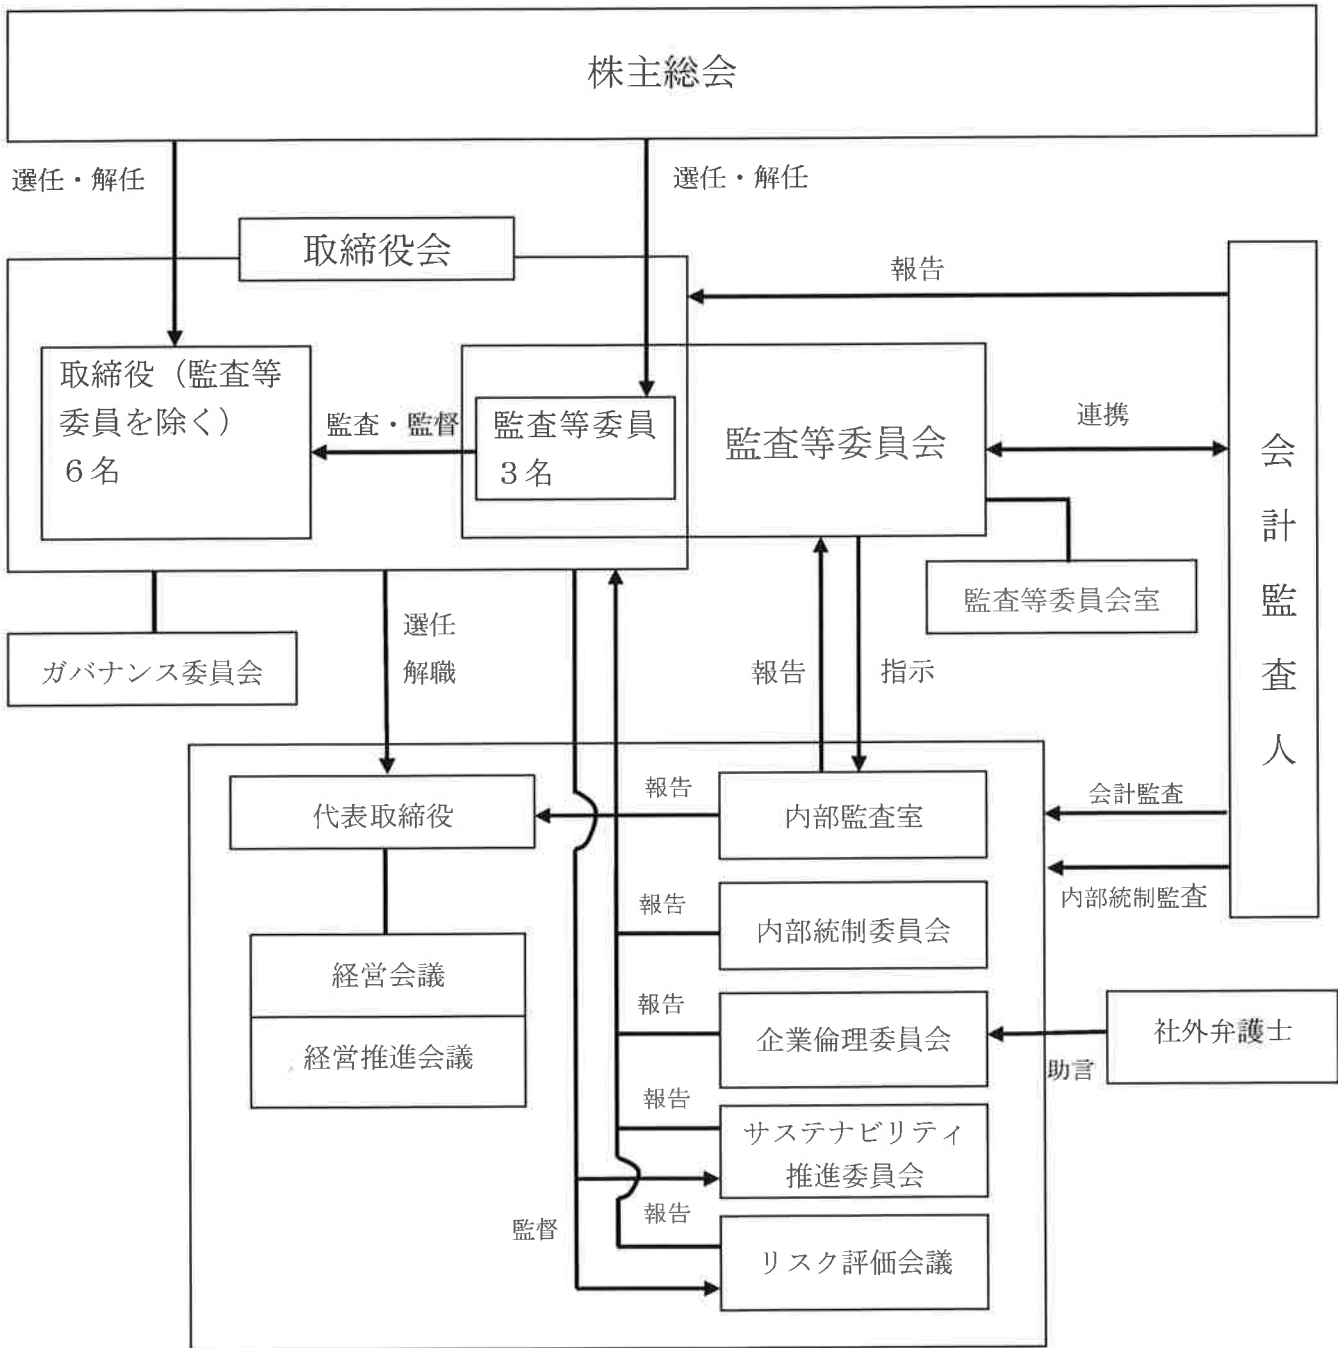 株主総会
選任・解任
選任・解任
取締役会
報告
取締役（監査等
委員を除く）
６名
監査・監督
監査等委員
３名
監査等委員会
連携
会計監査人
監査等委員会室
ガバナンス委員会
選任
解職
報告
指示
代表取締役
報告
内部監査室
会計監査
内部統制監査
報告
内部統制委員会
経営会議
経営推進会議
報告
企業倫理委員会
助言
社外弁護士
報告
サステナビリティ
推進委員会
監督
報告
リスク評価会議